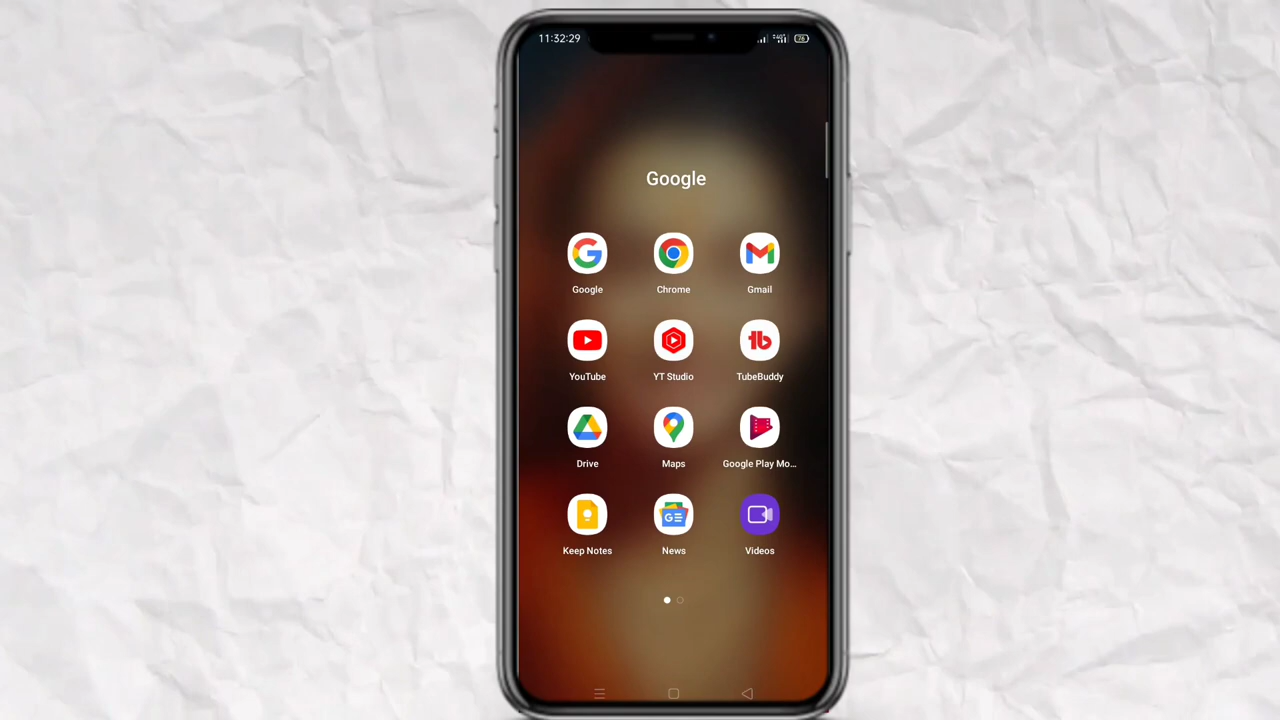 11:32:29
76
Google
Google Chrome Gmail
YouTube YT Studio TubeBuddy
Drive Maps Google Play Mo...
Keep Notes News Videos